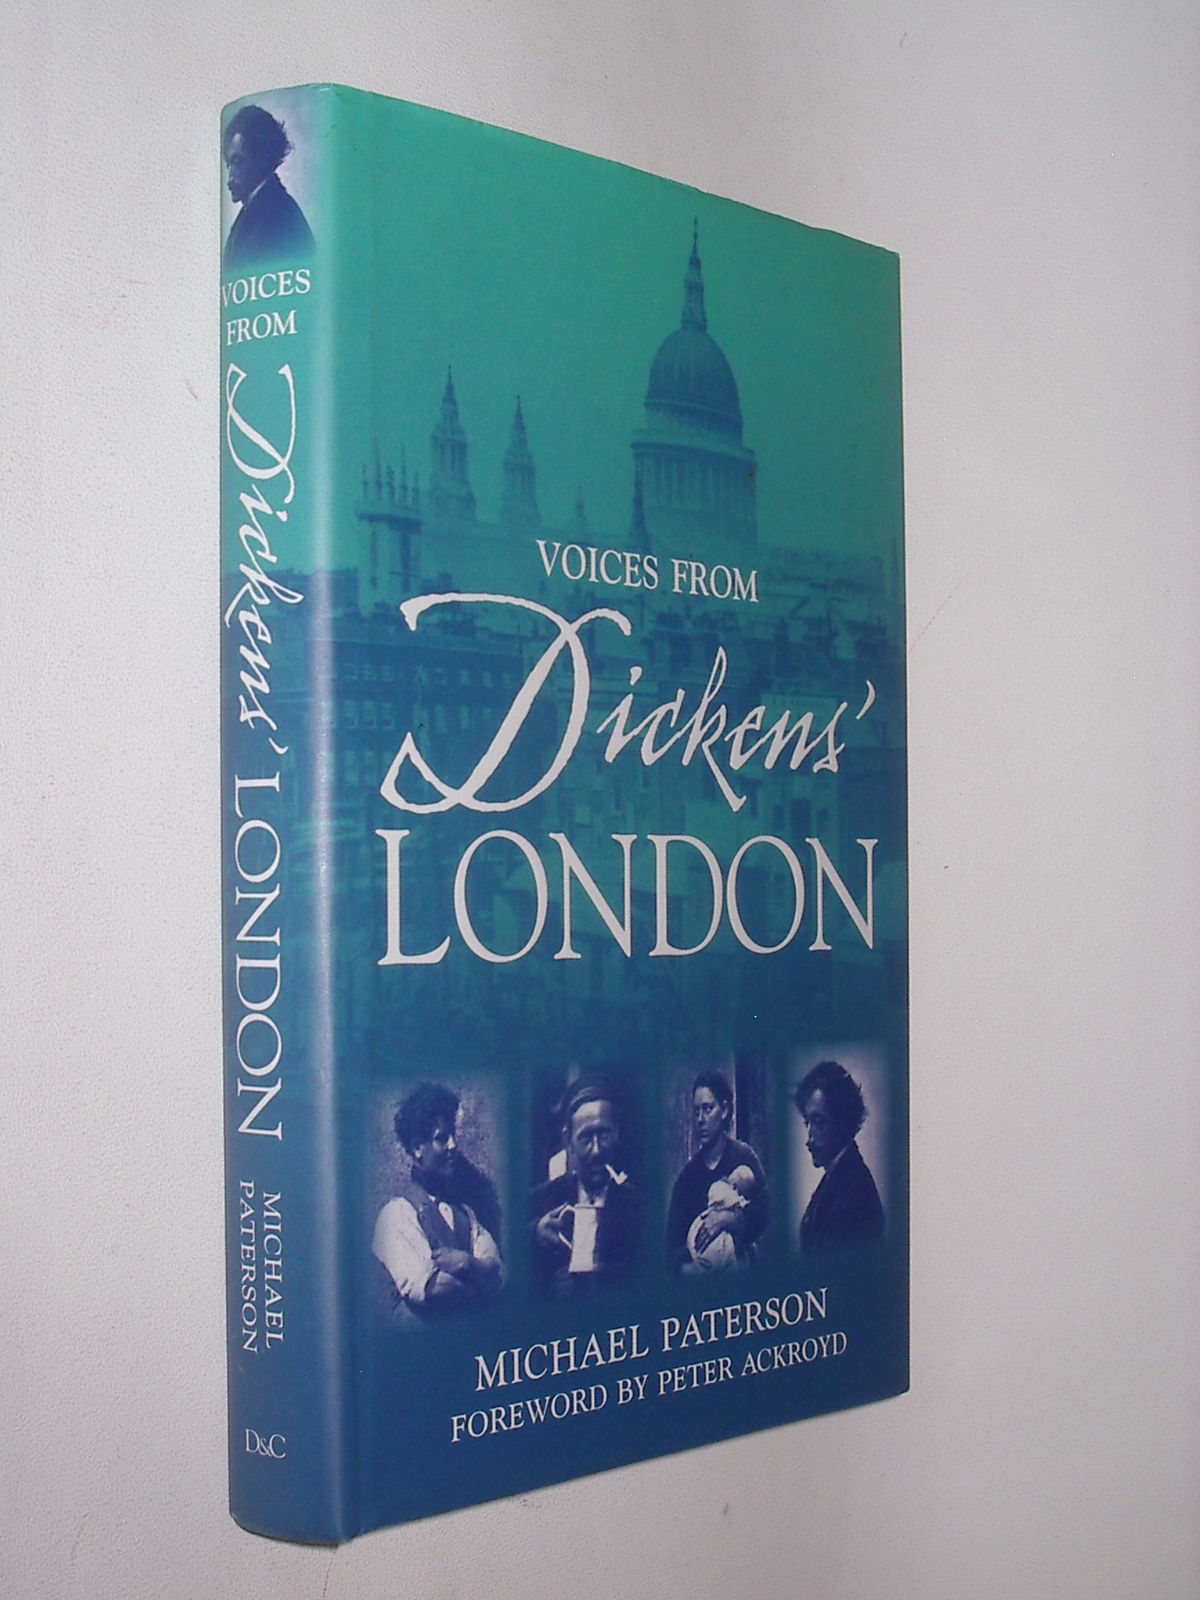 VOICES
FROM
Dickens' LONDON
MICHAEL
PATERSON
D&C
VOICES FROM
Dickens'
LONDON
MICHAEL PATERSON
FOREWORD BY PETER ACKROYD